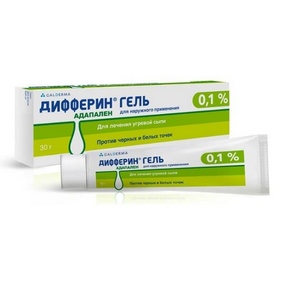 GALDERMA
ДИФФЕРИН® ГЕЛЬ
АДАПАЛЕН
для наружного применения
0,1 %
Для лечения угревой сыпи
Против черных и белых точек
30 г
GALDERMA
ДИФФЕРИН® ГЕЛЬ
АДАПАЛЕН
для наружного применения
0,1 %
Для лечения угревой сыпи
Против черных и белых точек